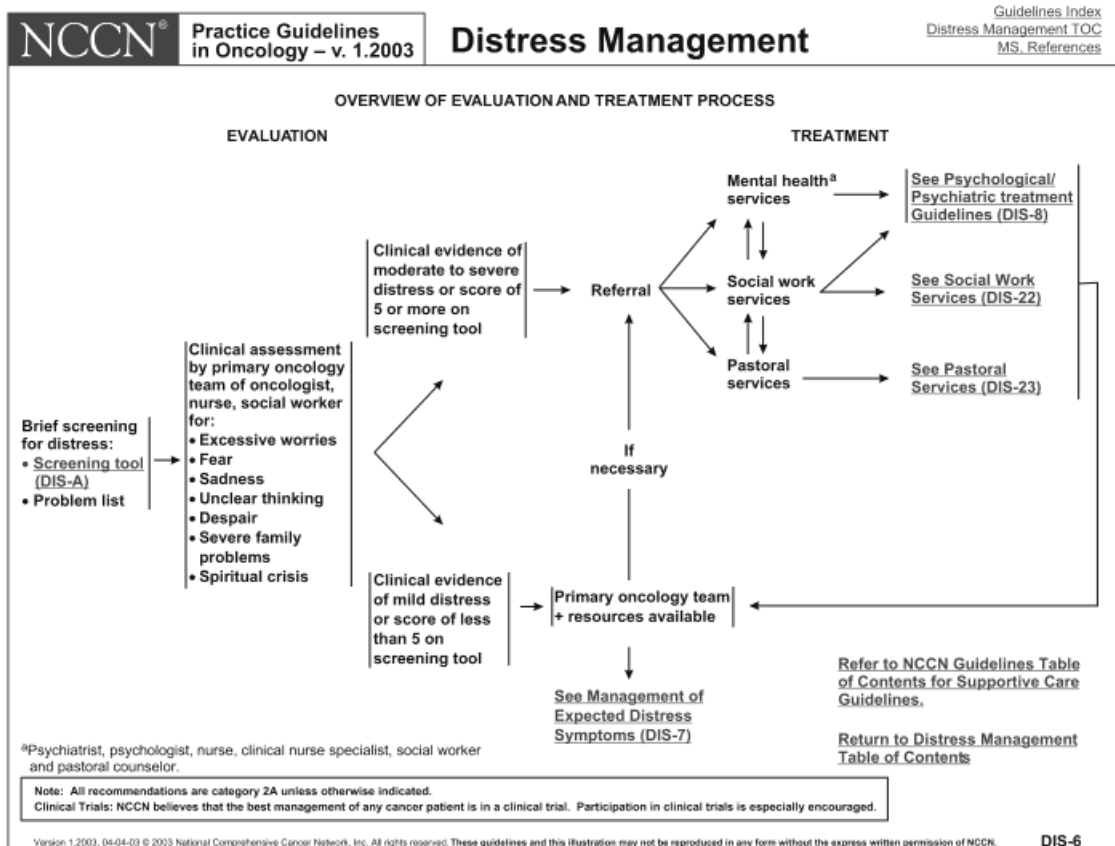 NCCN®
Practice Guidelines
in Oncology – v. 1.2003
Distress Management
Guidelines Index
Distress Management TOC
MS, References
OVERVIEW OF EVALUATION AND TREATMENT PROCESS
EVALUATION
TREATMENT
Brief screening
for distress:
• Screening tool
(DIS-A)
• Problem list
Clinical assessment
by primary oncology
team of oncologist,
nurse, social worker
for:
• Excessive worries
• Fear
• Sadness
• Unclear thinking
• Despair
• Severe family
problems
• Spiritual crisis
Clinical evidence of
moderate to severe
distress or score of
5 or more on
screening tool
Referral
Mental health a
services
Social work
services
Pastoral
services
See Psychological/
Psychiatric treatment
Guidelines (DIS-8)
See Social Work
Services (DIS-22)
See Pastoral
Services (DIS-23)
If
necessary
Clinical evidence
of mild distress
or score of less
than 5 on
screening tool
Primary oncology team
+ resources available
See Management of
Expected Distress
Symptoms (DIS-7)
Refer to NCCN Guidelines Table
of Contents for Supportive Care
Guidelines.
Return to Distress Management
Table of Contents
a Psychiatrist, psychologist, nurse, clinical nurse specialist, social worker
and pastoral counselor.
Note: All recommendations are category 2A unless otherwise indicated.
Clinical Trials: NCCN believes that the best management of any cancer patient is in a clinical trial. Participation in clinical trials is especially encouraged.
Version 1.2003, 04-04-03 © 2003 National Comprehensive Cancer Network, Inc. All rights reserved. These guidelines and this illustration may not be reproduced in any form without the express written permission of NCCN.
DIS-6